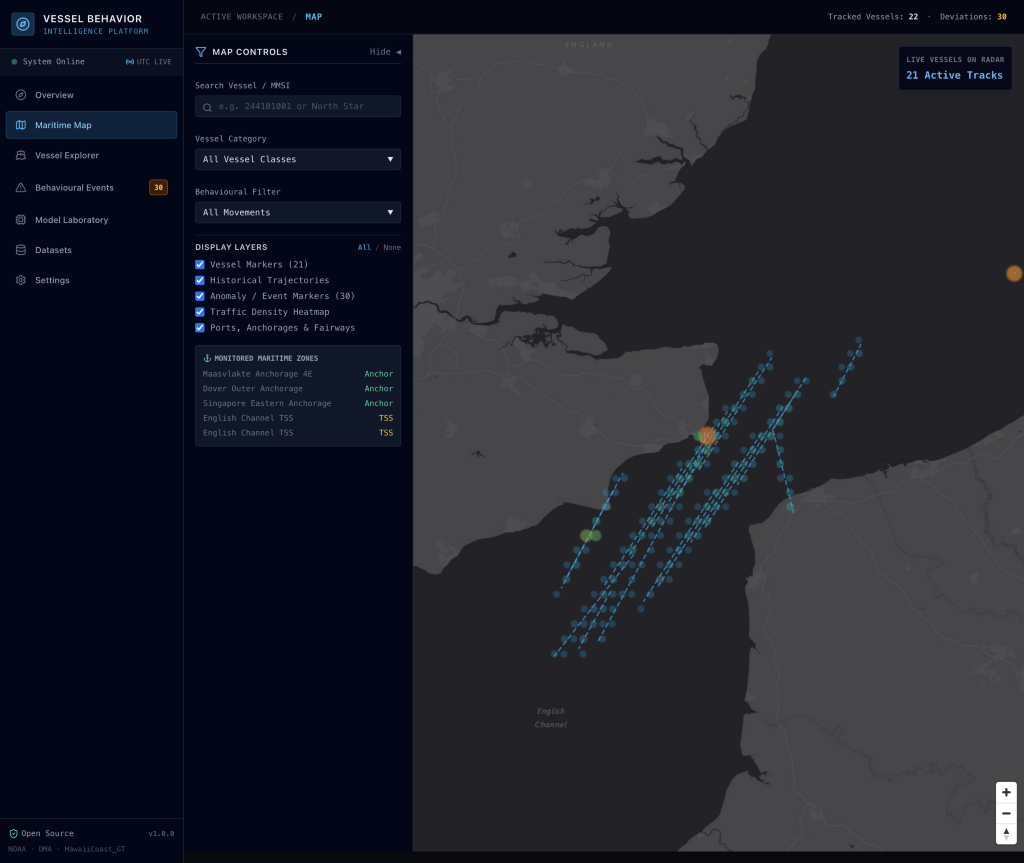 VESSEL BEHAVIOR
INTELLIGENCE PLATFORM
System Online
UTC LIVE
Overview
Maritime Map
Vessel Explorer
Behavioural Events
30
Model Laboratory
Datasets
Settings
Open Source
v1.0.0
NOAA · DMA · HawaiiCoast_GT
ACTIVE WORKSPACE / MAP
Tracked Vessels: 22 · Deviations: 30
MAP CONTROLS
Hide ◀
Search Vessel / MMSI
e.g. 244101001 or North Star
Vessel Category
All Vessel Classes
Behavioural Filter
All Movements
DISPLAY LAYERS
All / None
Vessel Markers (21)
Historical Trajectories
Anomaly / Event Markers (30)
Traffic Density Heatmap
Ports, Anchorages & Fairways
MONITORED MARITIME ZONES
Maasvlakte Anchorage 4E Anchor
Dover Outer Anchorage Anchor
Singapore Eastern Anchorage Anchor
English Channel TSS TSS
English Channel TSS TSS
ENGLAND
LIVE VESSELS ON RADAR
21 Active Tracks
English
Channel